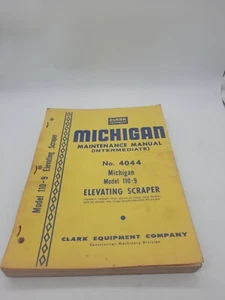 CLARK
EQUIPMENT
MICHIGAN
MAINTENANCE MANUAL
(INTERMEDIATE)
No. 4044
Michigan
Model 110-9
ELEVATING SCRAPER
CLARK EQUIPMENT COMPANY
Construction Machinery Division
Model 110-9 Elevating Scraper